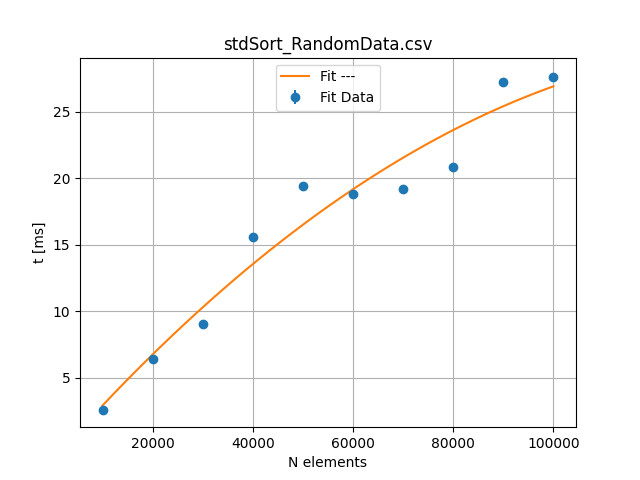 stdSort_RandomData.csv
Fit ---
Fit Data
25
20
15
10
5
t [ms]
20000 40000 60000 80000 100000
N elements